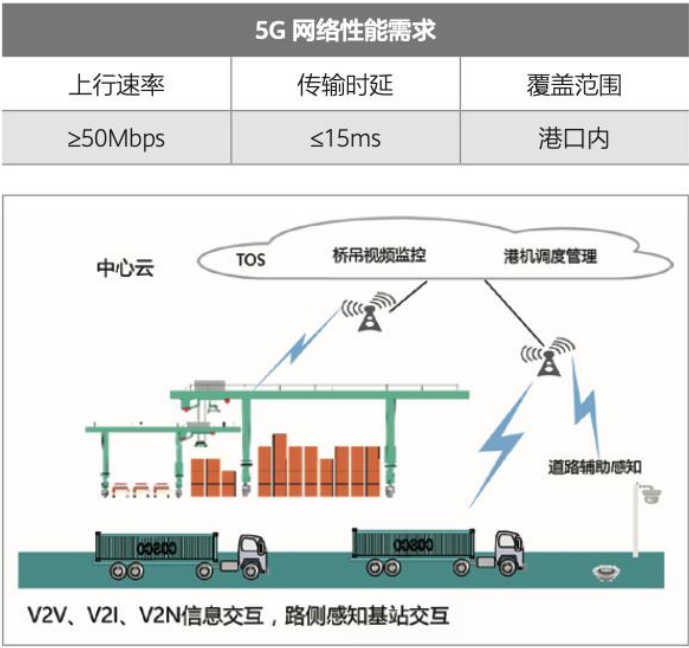 5G 网络性能需求
上行速率 传输时延 覆盖范围
≥50Mbps ≤15ms 港口内
中心云 TOS 桥吊视频监控 港机调度管理
道路辅助感知
COSCO COSCO
V2V、V2I、V2N信息交互，路侧感知基站交互